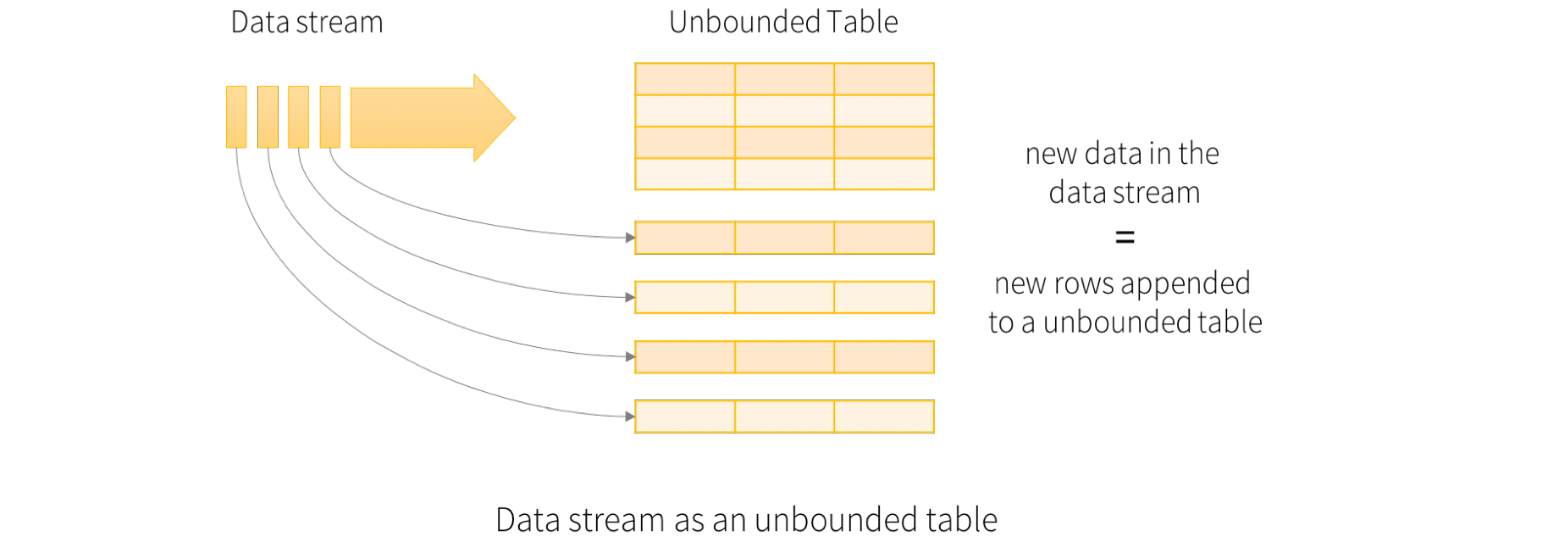 Data stream
Unbounded Table
new data in the
data stream
=
new rows appended
to a unbounded table
Data stream as an unbounded table